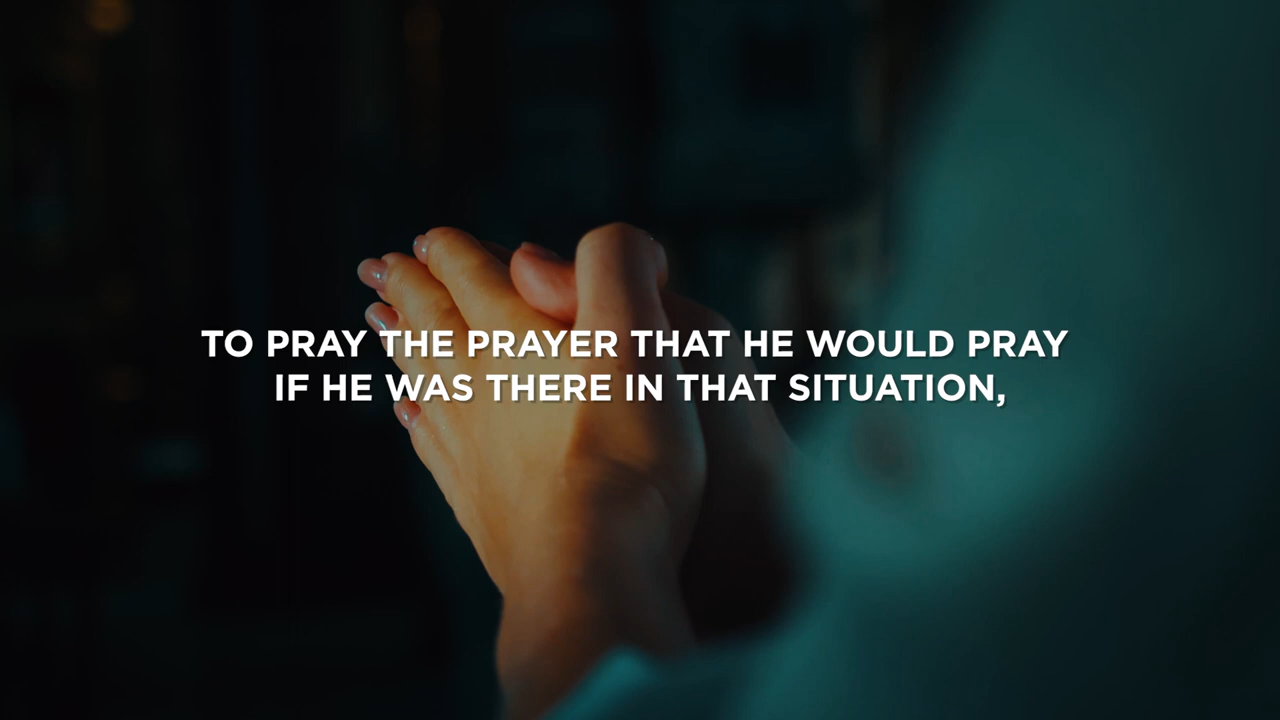 TO PRAY THE PRAYER THAT HE WOULD PRAY
IF HE WAS THERE IN THAT SITUATION,